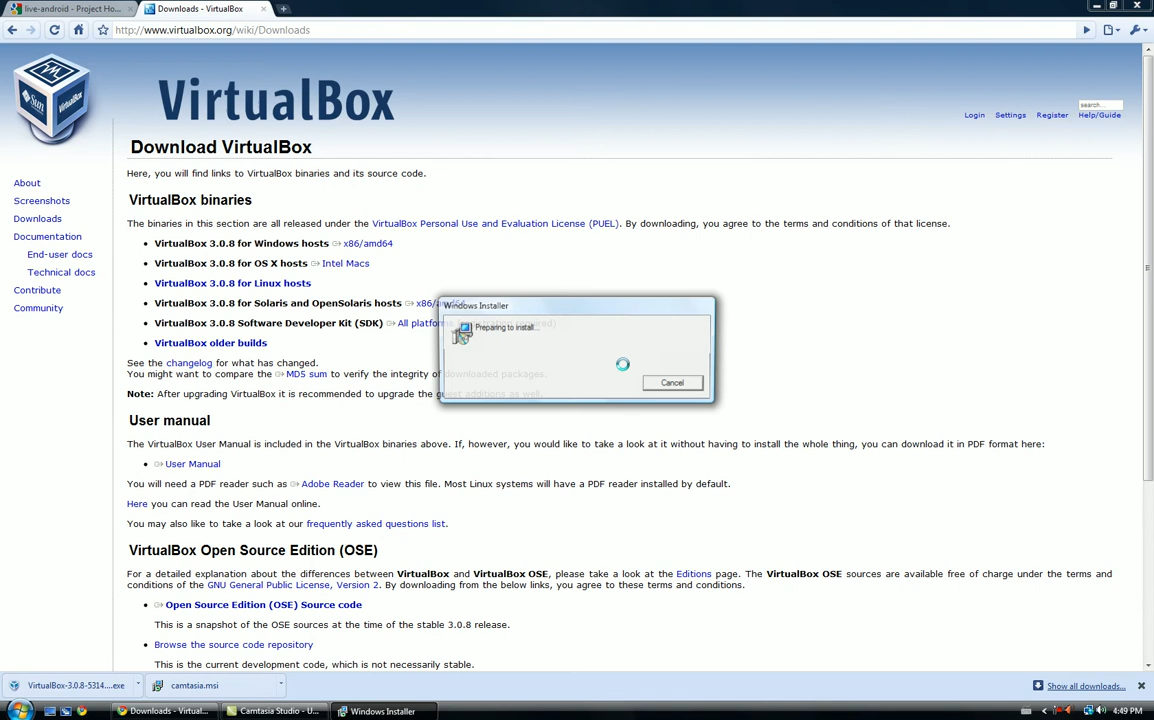 live-android - Project Ho...
Downloads - VirtualBox
http://www.virtualbox.org/wiki/Downloads
Sun
VirtualBox
VirtualBox
search...
Login Settings Register Help/Guide
Download VirtualBox
Here, you will find links to VirtualBox binaries and its source code.
About
Screenshots
Downloads
Documentation
End-user docs
Technical docs
Contribute
Community
VirtualBox binaries
The binaries in this section are all released under the VirtualBox Personal Use and Evaluation License (PUEL). By downloading, you agree to the terms and conditions of that license.
VirtualBox 3.0.8 for Windows hosts x86/amd64
VirtualBox 3.0.8 for OS X hosts Intel Macs
VirtualBox 3.0.8 for Linux hosts
VirtualBox 3.0.8 for Solaris and OpenSolaris hosts x86/amd64
VirtualBox 3.0.8 Software Developer Kit (SDK) All platforms
VirtualBox older builds
See the changelog for what has changed.
You might want to compare the MD5 sum to verify the integrity of downloaded packages.
Note: After upgrading VirtualBox it is recommended to upgrade the guest additions as well.
Windows Installer
Preparing to install...
Cancel
User manual
The VirtualBox User Manual is included in the VirtualBox binaries above. If, however, you would like to take a look at it without having to install the whole thing, you can download it in PDF format here:
User Manual
You will need a PDF reader such as Adobe Reader to view this file. Most Linux systems will have a PDF reader installed by default.
Here you can read the User Manual online.
You may also like to take a look at our frequently asked questions list.
VirtualBox Open Source Edition (OSE)
For a detailed explanation about the differences between VirtualBox and VirtualBox OSE, please take a look at the Editions page. The VirtualBox OSE sources are available free of charge under the terms and
conditions of the GNU General Public License, Version 2. By downloading from the below links, you agree to these terms and conditions.
Open Source Edition (OSE) Source code
This is a snapshot of the OSE sources at the time of the stable 3.0.8 release.
Browse the source code repository
This is the current development code, which is not necessarily stable.
VirtualBox-3.0.8-5314....exe
camtasia.msi
Show all downloads...
Downloads - Virtual...
Camtasia Studio - U...
Windows Installer
4:49 PM